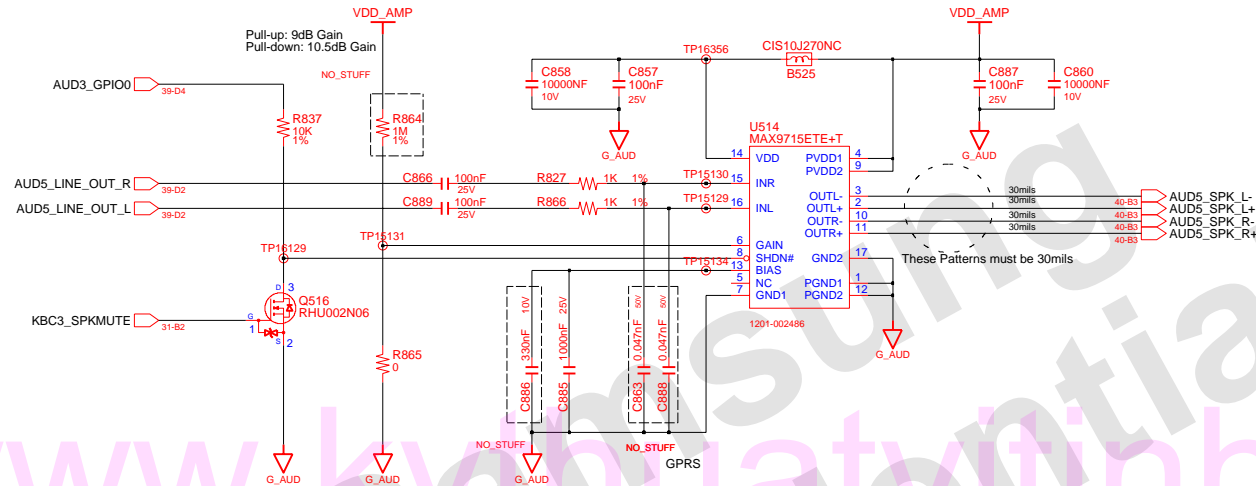 VDD_AMP
VDD_AMP
Pull-up: 9dB Gain
Pull-down: 10.5dB Gain
NO_STUFF
TP16356
CIS10J270NC
B525
C858
10000NF
10V
C857
100nF
25V
C887
100nF
25V
C860
10000NF
10V
AUD3_GPIO0
39-D4
R837
10K
1%
R864
1M
1%
G_AUD
G_AUD
U514
MAX9715ETE+T
14 VDD
PVDD1 4
PVDD2 9
AUD5_LINE_OUT_R
39-D2
C866
100nF
25V
R827
1K 1%
TP15130
15 INR
AUD5_LINE_OUT_L
39-D2
C889
100nF
25V
R866
1K 1%
TP15129
16 INL
OUTL- 3
30mils
AUD5_SPK_L-
OUTL+ 2
30mils
40-B3
AUD5_SPK_L+
40-B3
OUTR- 10
30mils
AUD5_SPK_R-
40-B3
OUTR+ 11
30mils
AUD5_SPK_R+
40-B3
TP16129
TP15131
TP15134
6 GAIN
8 SHDN#
13 BIAS
5 NC
7 GND1
GND2 17
PGND1 1
PGND2 12
These Patterns must be 30mils
1201-002486
G_AUD
KBC3_SPKMUTE
31-B2
D 3
G
1
S 2
Q516
RHU002N06
R865
0
C886
330nF
10V
C885
1000nF
25V
C863
0.047nF
50V
C888
0.047nF
50V
NO_STUFF
NO_STUFF
GPRS
G_AUD
G_AUD
G_AUD